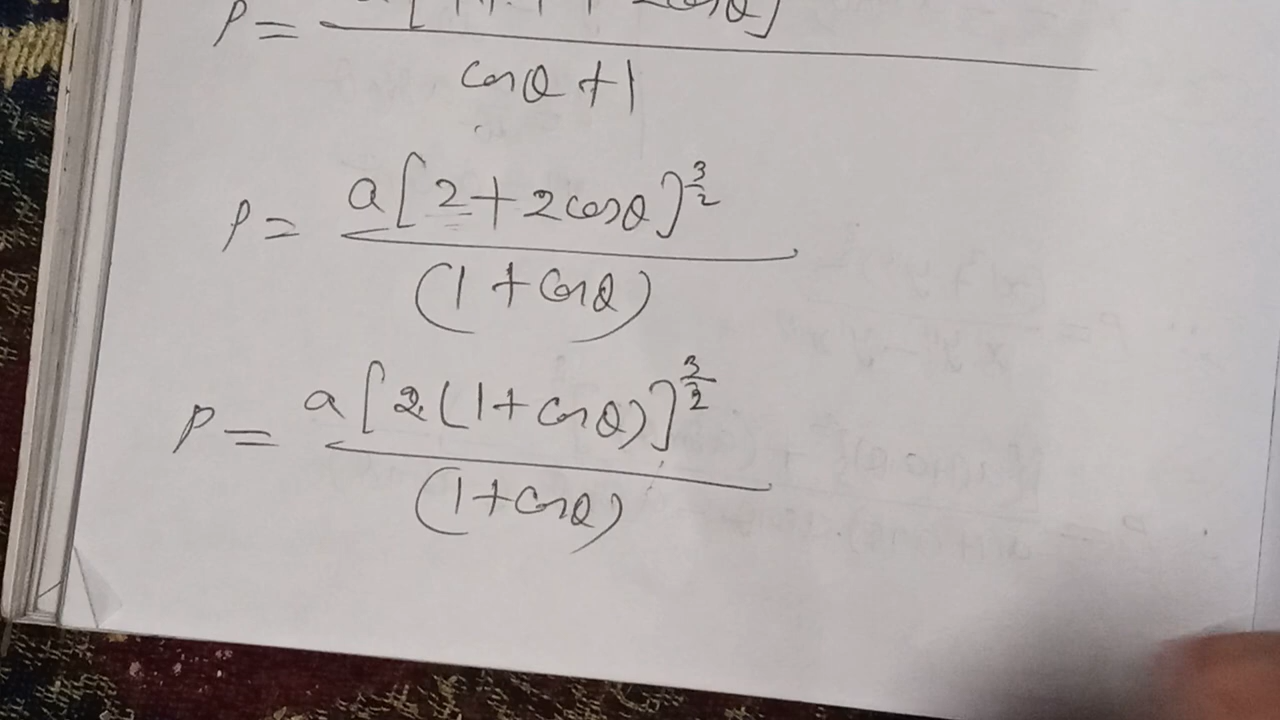 ρ =
cosθ + 1
ρ = a[2 + 2cosθ]^{3/2} / (1 + cosθ)
ρ = a[2(1 + cosθ)]^{3/2} / (1 + cosθ)